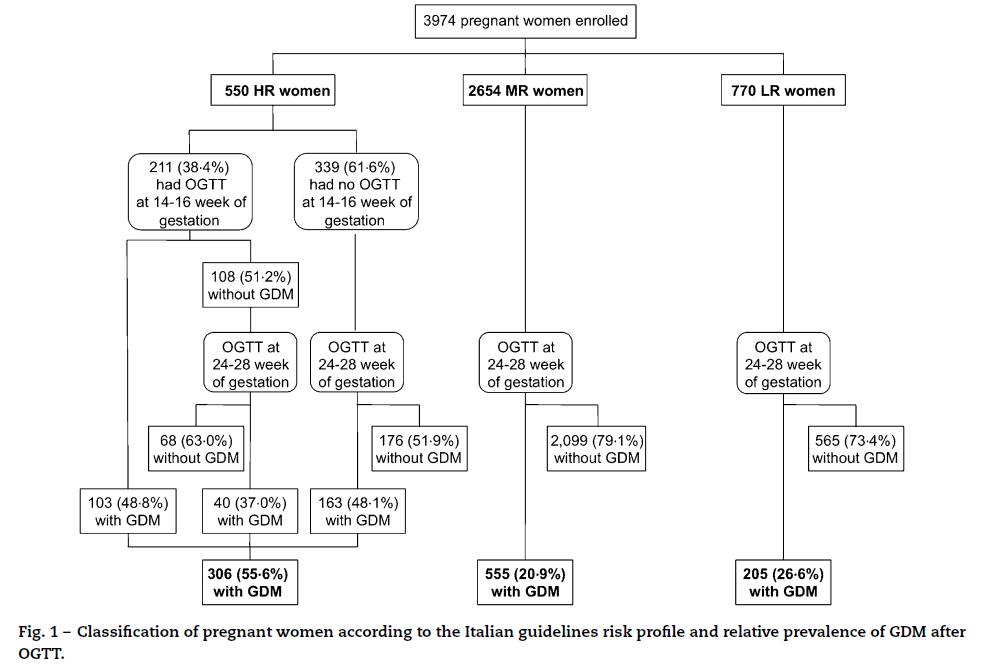 3974 pregnant women enrolled
550 HR women
2654 MR women
770 LR women
211 (38·4%)
had OGTT
at 14-16 week of
gestation
339 (61·6%)
had no OGTT
at 14-16 week of
gestation
108 (51·2%)
without GDM
OGTT at
24-28 week
of gestation
OGTT at
24-28 week
of gestation
OGTT at
24-28 week
of gestation
OGTT at
24-28 week
of gestation
68 (63·0%)
without GDM
176 (51·9%)
without GDM
2,099 (79·1%)
without GDM
565 (73·4%)
without GDM
103 (48·8%)
with GDM
40 (37·0%)
with GDM
163 (48·1%)
with GDM
306 (55·6%)
with GDM
555 (20·9%)
with GDM
205 (26·6%)
with GDM
Fig. 1 – Classification of pregnant women according to the Italian guidelines risk profile and relative prevalence of GDM after
OGTT.